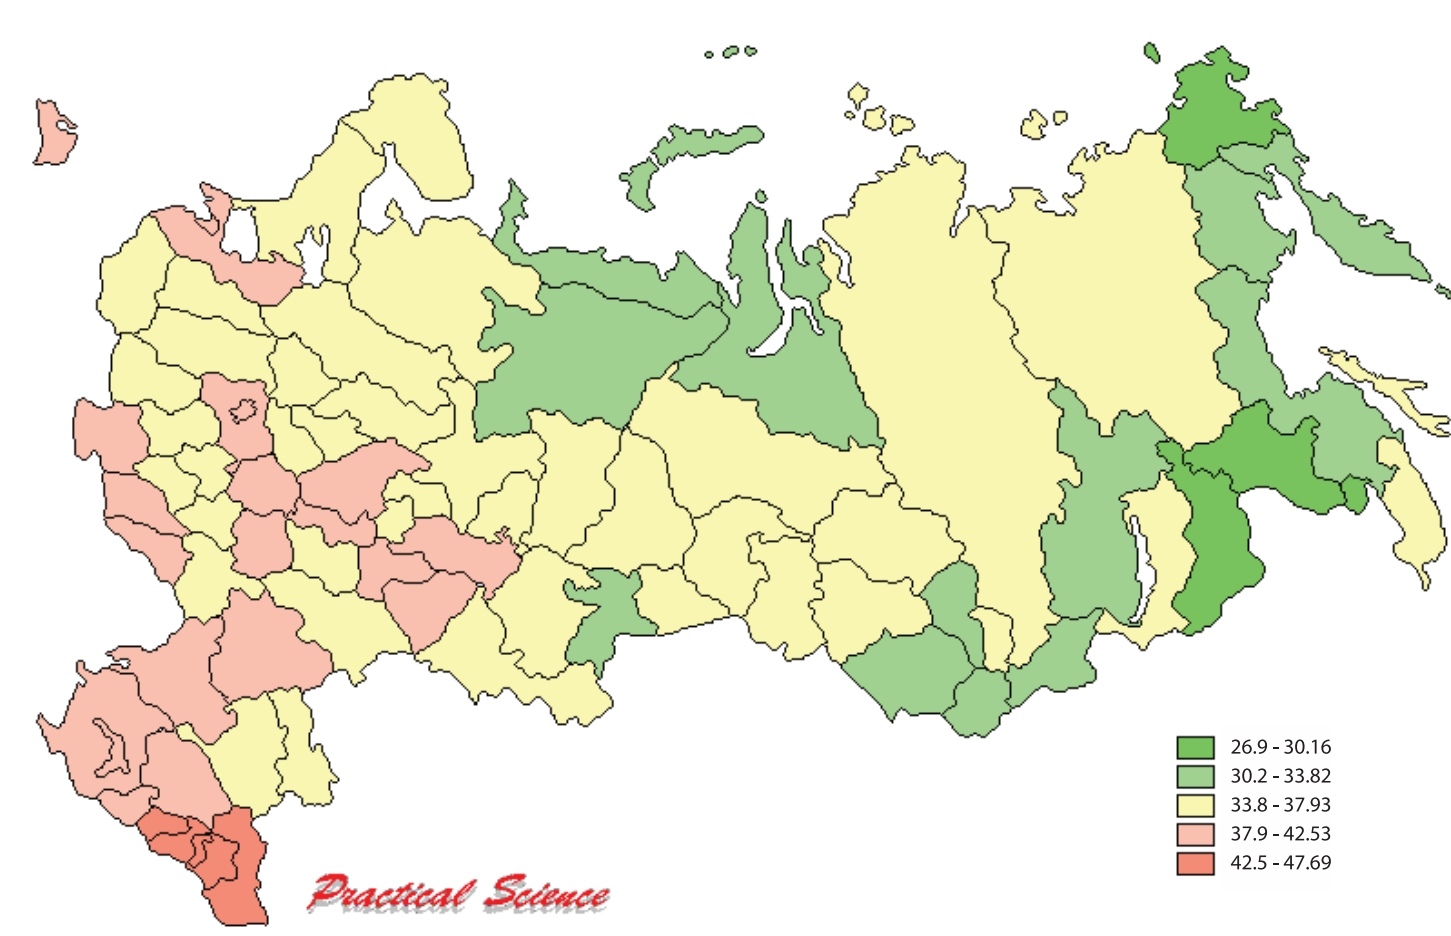 26.9 - 30.16
30.2 - 33.82
33.8 - 37.93
37.9 - 42.53
42.5 - 47.69
Practical Science